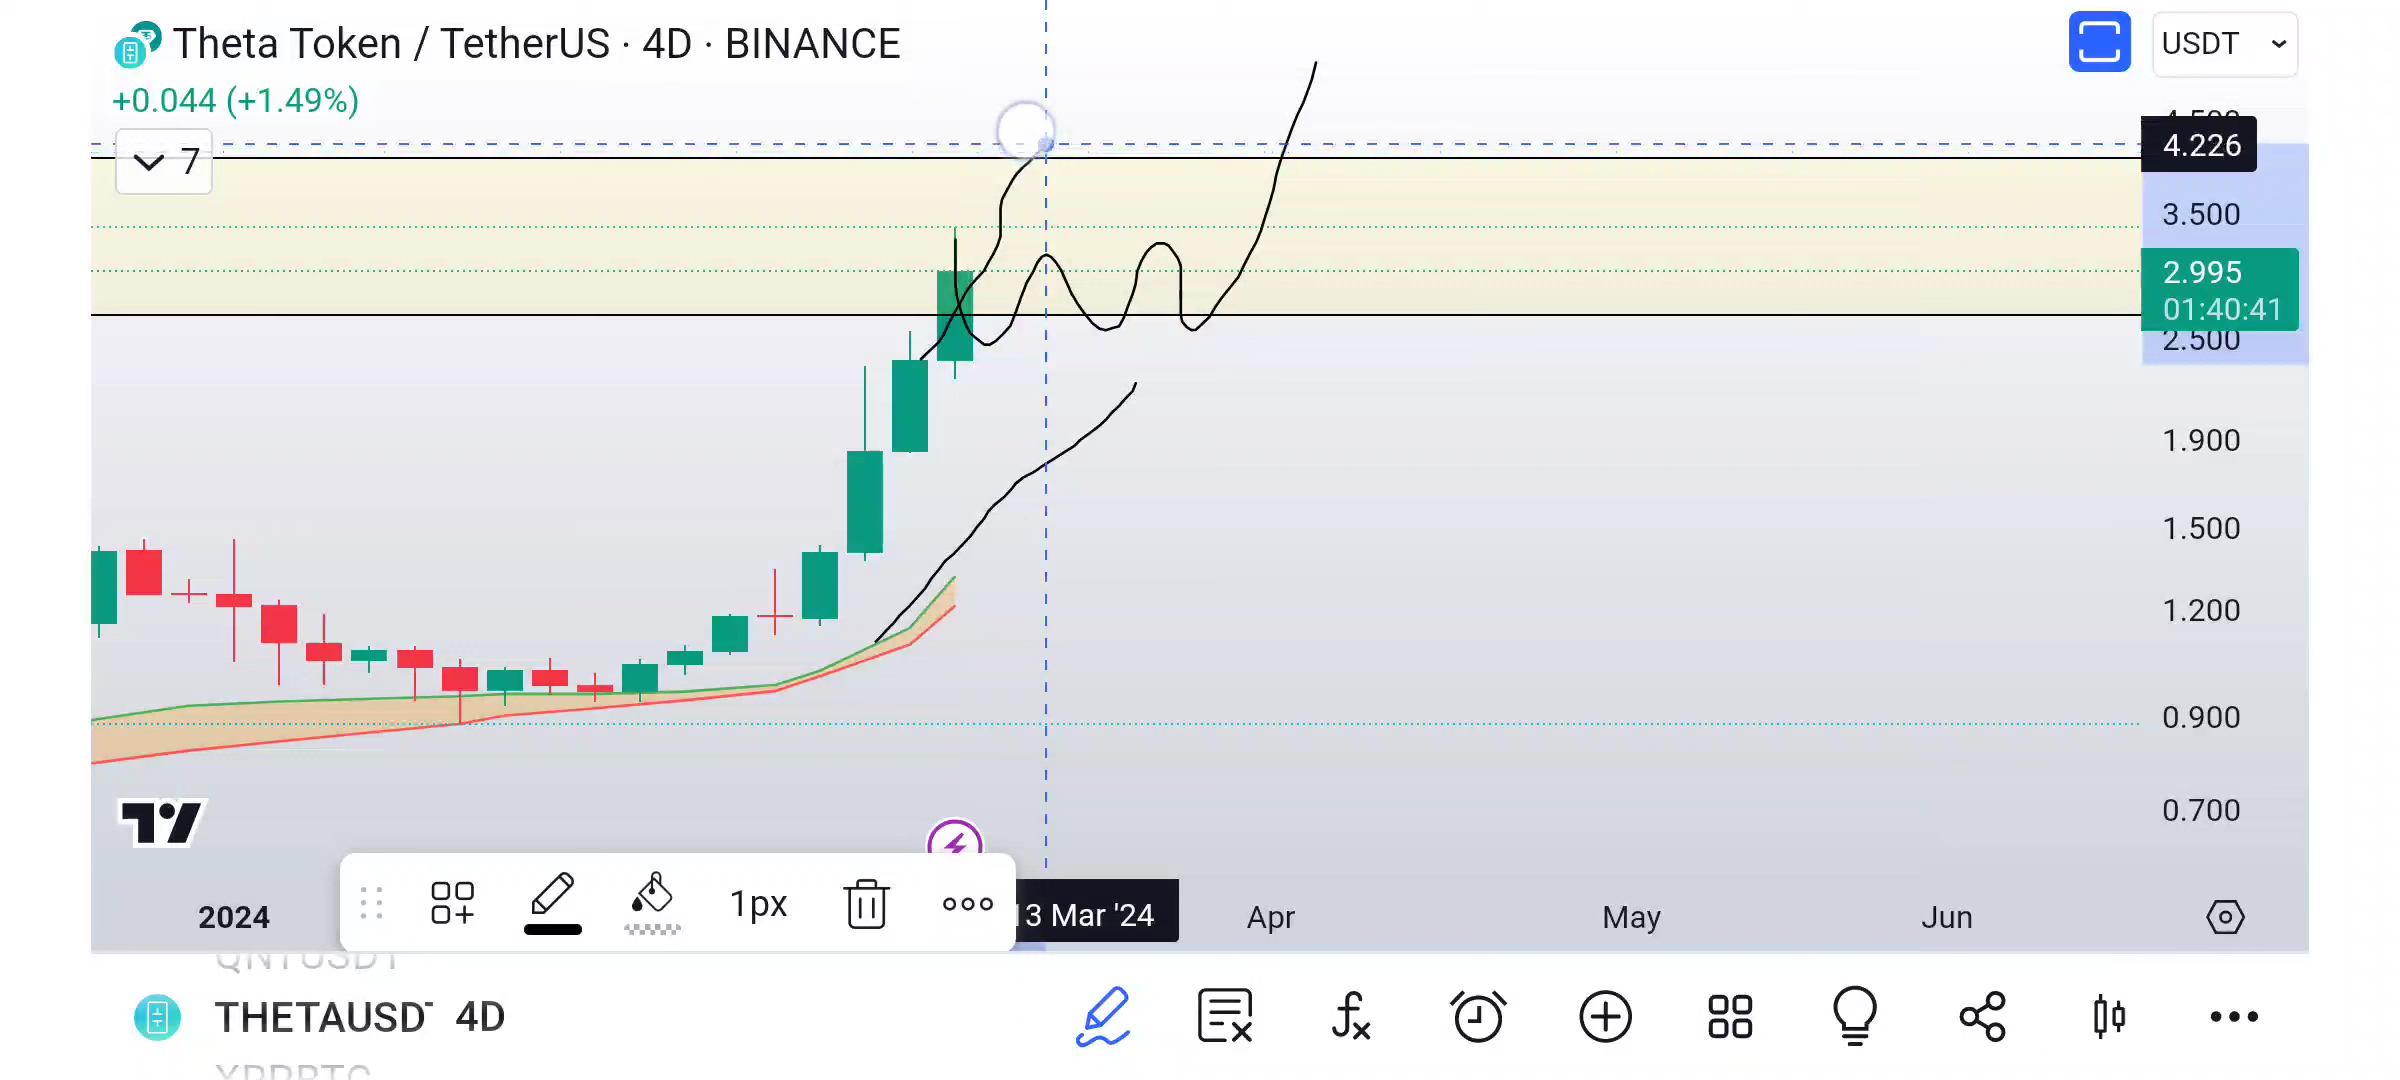 Theta Token / TetherUS · 4D · BINANCE
USDT
+0.044 (+1.49%)
7
4.226
3.500
2.995
01:40:41
2.500
1.900
1.500
1.200
0.900
0.700
2024
1px
13 Mar '24
Apr
May
Jun
THETAUSD 4D